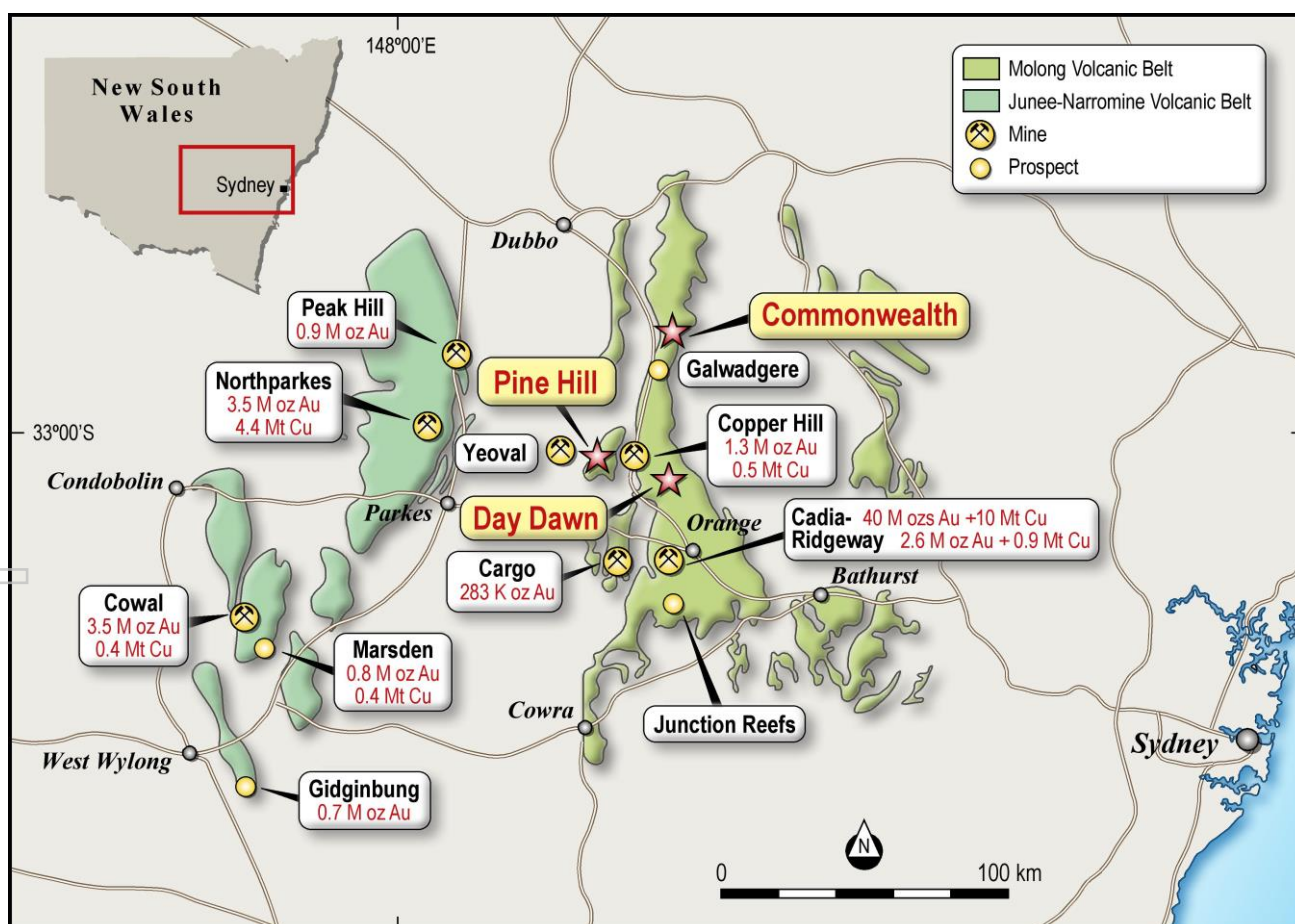 148°00'E
New South
Wales
Sydney
Molong Volcanic Belt
Junee-Narromine Volcanic Belt
Mine
Prospect
Dubbo
Peak Hill
0.9 M oz Au
Commonwealth
Northparkes
3.5 M oz Au
4.4 Mt Cu
Pine Hill
Galwadgere
33°00'S
Yeoval
Copper Hill
1.3 M oz Au
0.5 Mt Cu
Condobolin
Parkes
Day Dawn
Orange
Cadia- 40 M ozs Au +10 Mt Cu
Ridgeway 2.6 M oz Au + 0.9 Mt Cu
Cargo
283 K oz Au
Bathurst
Cowal
3.5 M oz Au
0.4 Mt Cu
Marsden
0.8 M oz Au
0.4 Mt Cu
Cowra
Junction Reefs
West Wylong
Sydney
Gidginbung
0.7 M oz Au
N
0 100 km